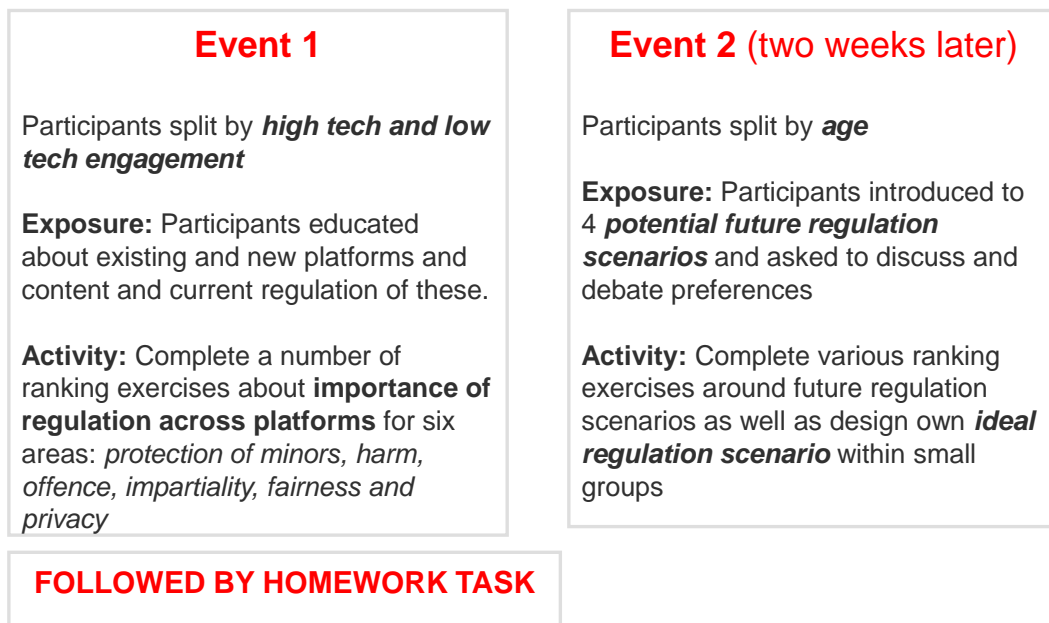 Event 1
Participants split by high tech and low
tech engagement
Exposure: Participants educated
about existing and new platforms and
content and current regulation of these.
Activity: Complete a number of
ranking exercises about importance of
regulation across platforms for six
areas: protection of minors, harm,
offence, impartiality, fairness and
privacy
FOLLOWED BY HOMEWORK TASK
Event 2 (two weeks later)
Participants split by age
Exposure: Participants introduced to
4 potential future regulation
scenarios and asked to discuss and
debate preferences
Activity: Complete various ranking
exercises around future regulation
scenarios as well as design own ideal
regulation scenario within small
groups